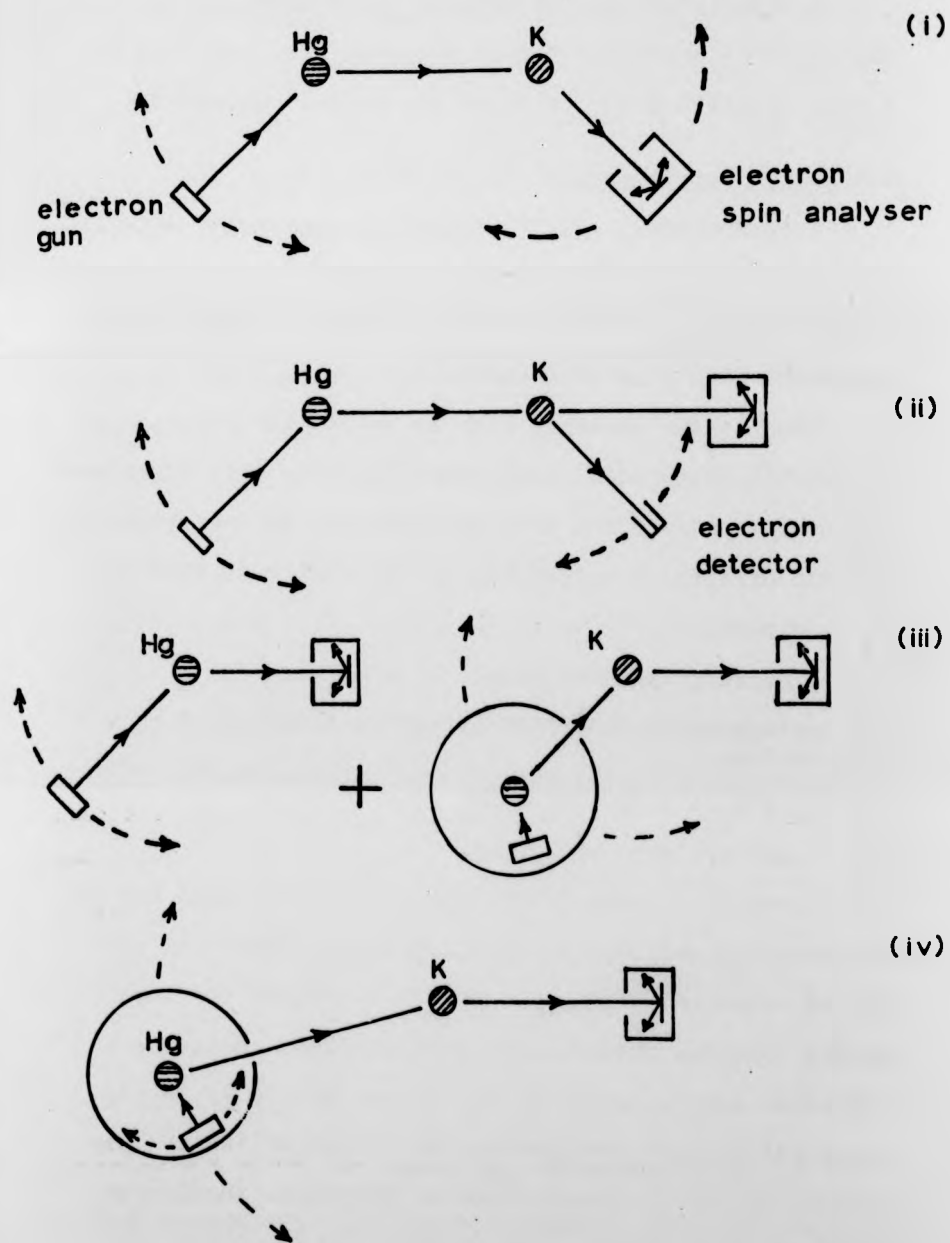 (i)
Hg
K
electron
gun
electron
spin analyser
(ii)
Hg
K
electron
detector
(iii)
Hg
K
+
(iv)
K
Hg